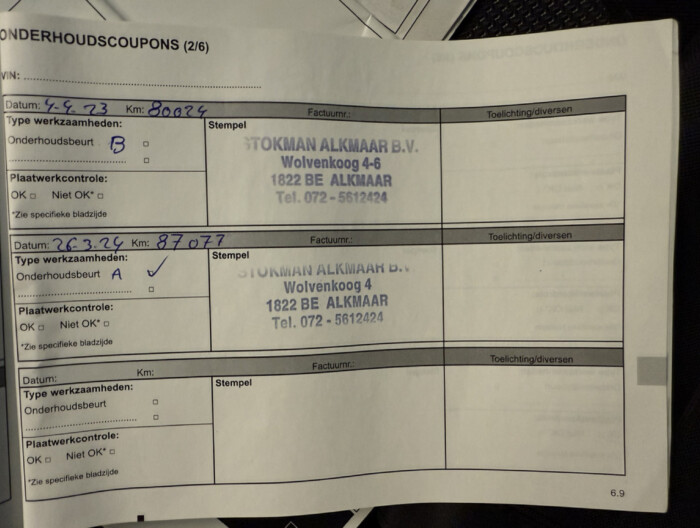 ONDERHOUDSCOUPONS (2/6)
VIN: ............................................................
Datum: 4-4-23 Km: 80024 Factuurnr.: Toelichting/diversen
Type werkzaamheden: Stempel
Onderhoudsbeurt B □
............................ □
Plaatwerkcontrole:
OK □ Niet OK* □
*Zie specifieke bladzijde
STOKMAN ALKMAAR B.V.
Wolvenkoog 4-6
1822 BE ALKMAAR
Tel. 072 - 5612424
Datum: 26-3-24 Km: 87077 Factuurnr.: Toelichting/diversen
Type werkzaamheden: Stempel
Onderhoudsbeurt A ✓
............................ □
Plaatwerkcontrole:
OK □ Niet OK* □
*Zie specifieke bladzijde
STOKMAN ALKMAAR B.V.
Wolvenkoog 4
1822 BE ALKMAAR
Tel. 072 - 5612424
Datum: Km: Factuurnr.: Toelichting/diversen
Type werkzaamheden: Stempel
Onderhoudsbeurt □
............................ □
Plaatwerkcontrole:
OK □ Niet OK* □
*Zie specifieke bladzijde
6.9